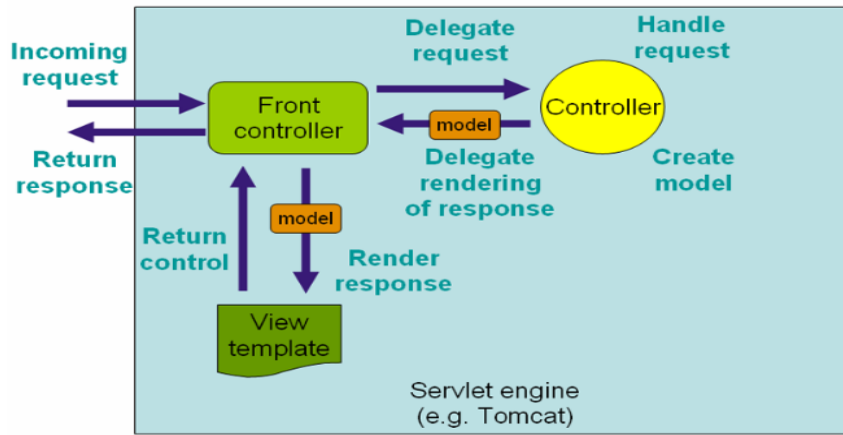 Incoming
request
Return
response
Front
controller
Delegate
request
Handle
request
Controller
model
Delegate
rendering
of response
Create
model
model
Return
control
Render
response
View
template
Servlet engine
(e.g. Tomcat)